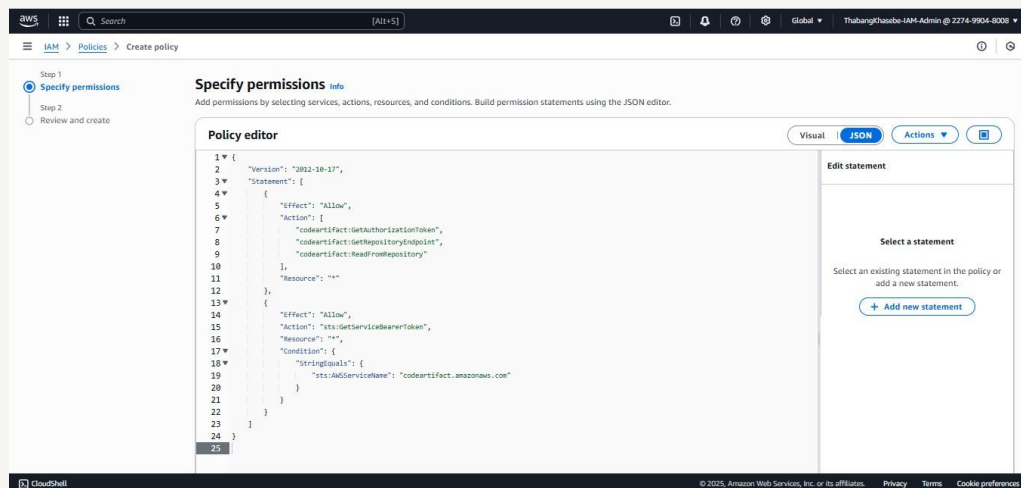 aws
Search [Alt+S] Global ThabangKhasebe-IAM-Admin @ 2274-9904-8008
IAM > Policies > Create policy
Step 1
Specify permissions
Step 2
Review and create
Specify permissions Info
Add permissions by selecting services, actions, resources, and conditions. Build permission statements using the JSON editor.
Policy editor
Visual JSON Actions
1 {
2 "Version": "2012-10-17",
3 "Statement": [
4 {
5 "Effect": "Allow",
6 "Action": [
7 "codeartifact:GetAuthorizationToken",
8 "codeartifact:GetRepositoryEndpoint",
9 "codeartifact:ReadFromRepository"
10 ],
11 "Resource": "*"
12 },
13 {
14 "Effect": "Allow",
15 "Action": "sts:GetServiceBearerToken",
16 "Resource": "*",
17 "Condition": {
18 "StringEquals": {
19 "sts:AWSServiceName": "codeartifact.amazonaws.com"
20 }
21 }
22 }
23 ]
24 }
25
Edit statement
Select a statement
Select an existing statement in the policy or
add a new statement.
+ Add new statement
CloudShell
© 2025, Amazon Web Services, Inc. or its affiliates. Privacy Terms Cookie preferences